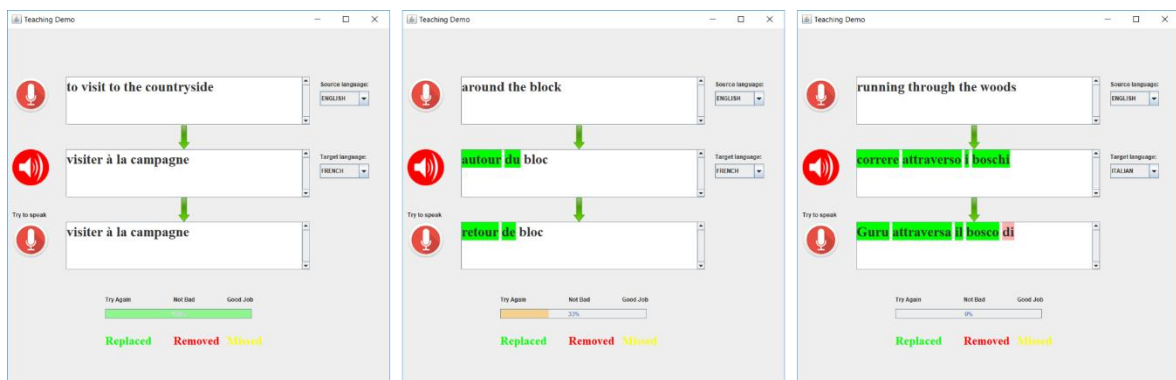 Teaching Demo
to visit to the countryside
Source language:
ENGLISH
visiter à la campagne
Target language:
FRENCH
Try to speak
visiter à la campagne
Try Again Not Bad Good Job
Replaced Removed Missed
Teaching Demo
around the block
Source language:
ENGLISH
autour du bloc
Target language:
FRENCH
Try to speak
retour de bloc
Try Again Not Bad Good Job
33%
Replaced Removed Missed
Teaching Demo
running through the woods
Source language:
ENGLISH
correre attraverso i boschi
Target language:
ITALIAN
Try to speak
Guru attraversa il bosco di
Try Again Not Bad Good Job
0%
Replaced Removed Missed